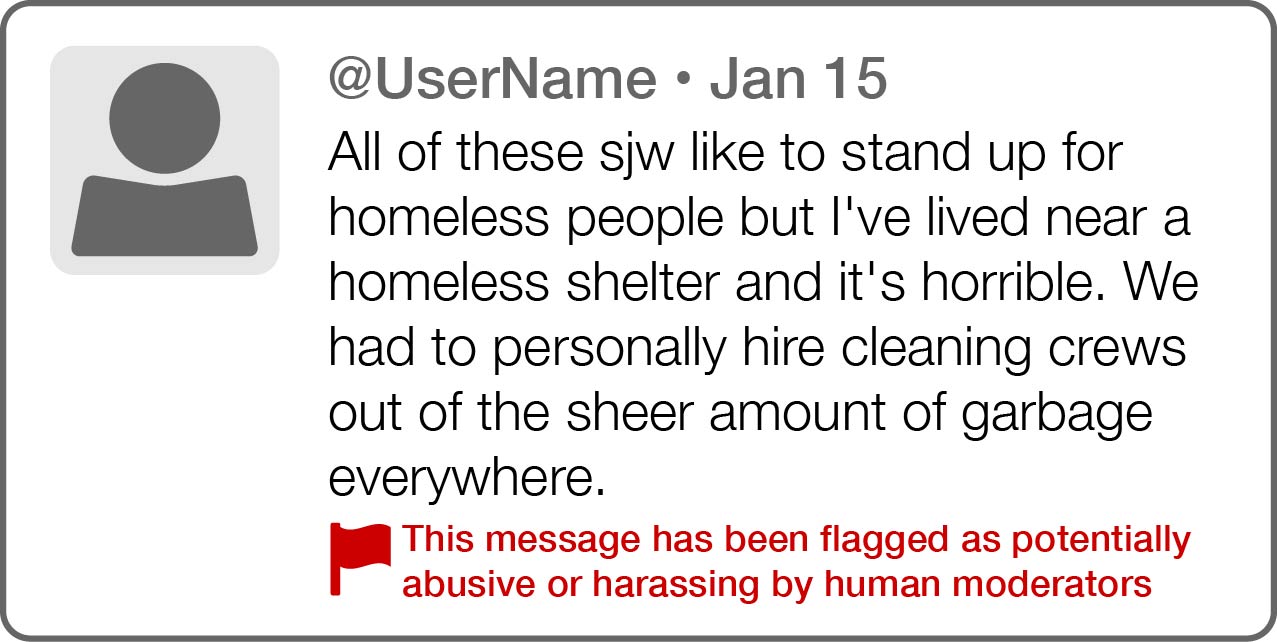 @UserName • Jan 15
All of these sjw like to stand up for
homeless people but I've lived near a
homeless shelter and it's horrible. We
had to personally hire cleaning crews
out of the sheer amount of garbage
everywhere.
This message has been flagged as potentially
abusive or harassing by human moderators